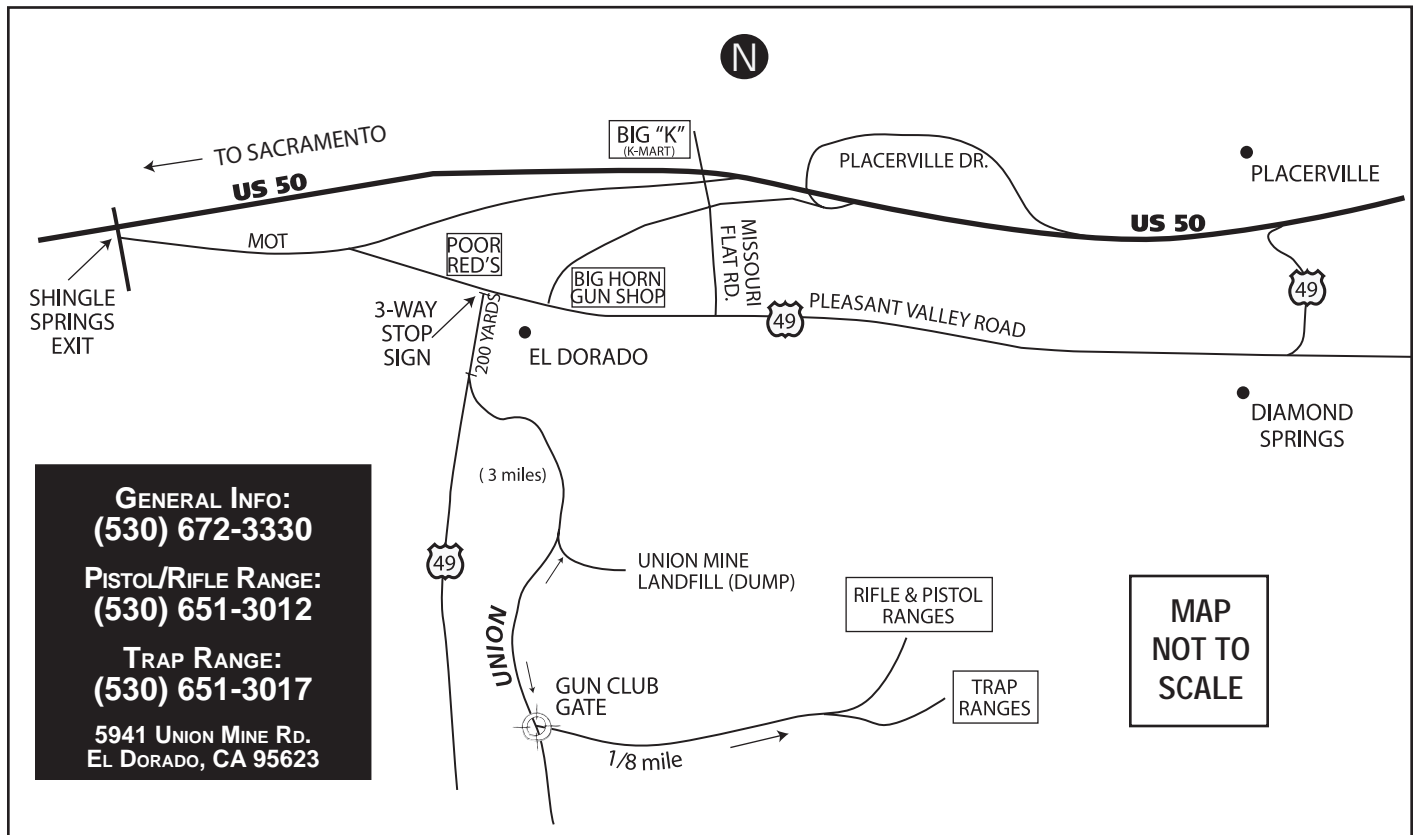 N
TO SACRAMENTO
US 50
BIG "K"
(K-MART)
PLACERVILLE DR.
PLACERVILLE
US 50
MOT
POOR
RED'S
BIG HORN
GUN SHOP
MISSOURI
FLAT RD.
49
PLEASANT VALLEY ROAD
49
SHINGLE
SPRINGS
EXIT
3-WAY
STOP
SIGN
200 YARDS
EL DORADO
DIAMOND
SPRINGS
(3 miles)
49
UNION MINE
LANDFILL (DUMP)
UNION
GUN CLUB
GATE
1/8 mile
RIFLE & PISTOL
RANGES
TRAP
RANGES
MAP
NOT TO
SCALE
GENERAL INFO:
(530) 672-3330
PISTOL/RIFLE RANGE:
(530) 651-3012
TRAP RANGE:
(530) 651-3017
5941 UNION MINE RD.
EL DORADO, CA 95623